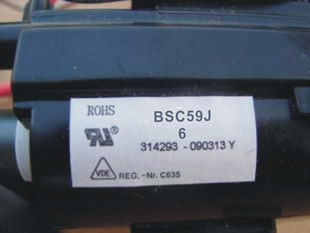 ROHS
BSC59J
6
314293 - 090313 Y
VDE REG.-Nr. C635